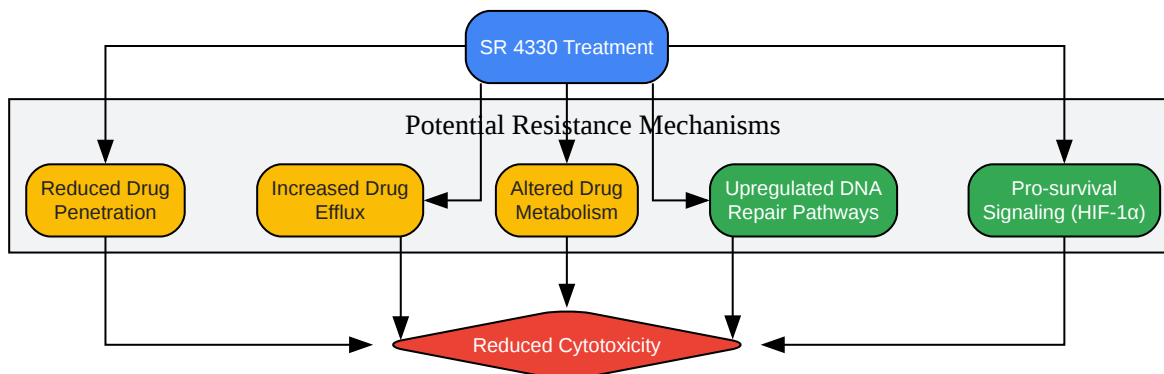 SR 4330 Treatment
Potential Resistance Mechanisms
Reduced Drug
Penetration
Increased Drug
Efflux
Altered Drug
Metabolism
Upregulated DNA
Repair Pathways
Pro-survival
Signaling (HIF-1α)
Reduced Cytotoxicity